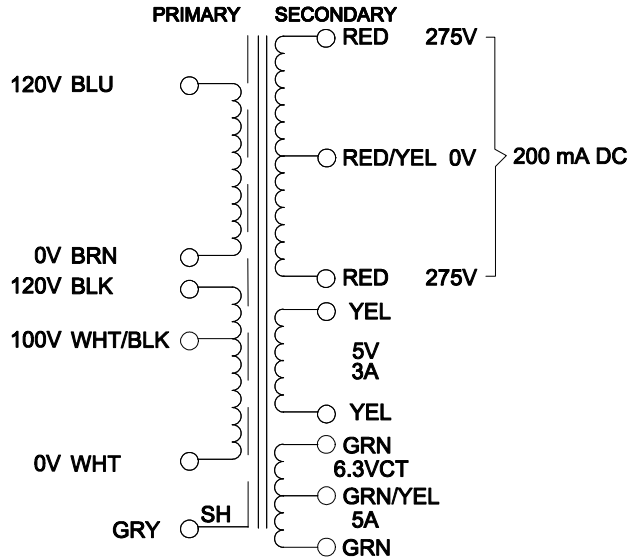 PRIMARY SECONDARY
RED 275V
120V BLU
RED/YEL 0V 200 mA DC
0V BRN
RED 275V
120V BLK
YEL
100V WHT/BLK
5V
3A
YEL
GRN
0V WHT
6.3VCT
GRN/YEL
SH
5A
GRY
GRN